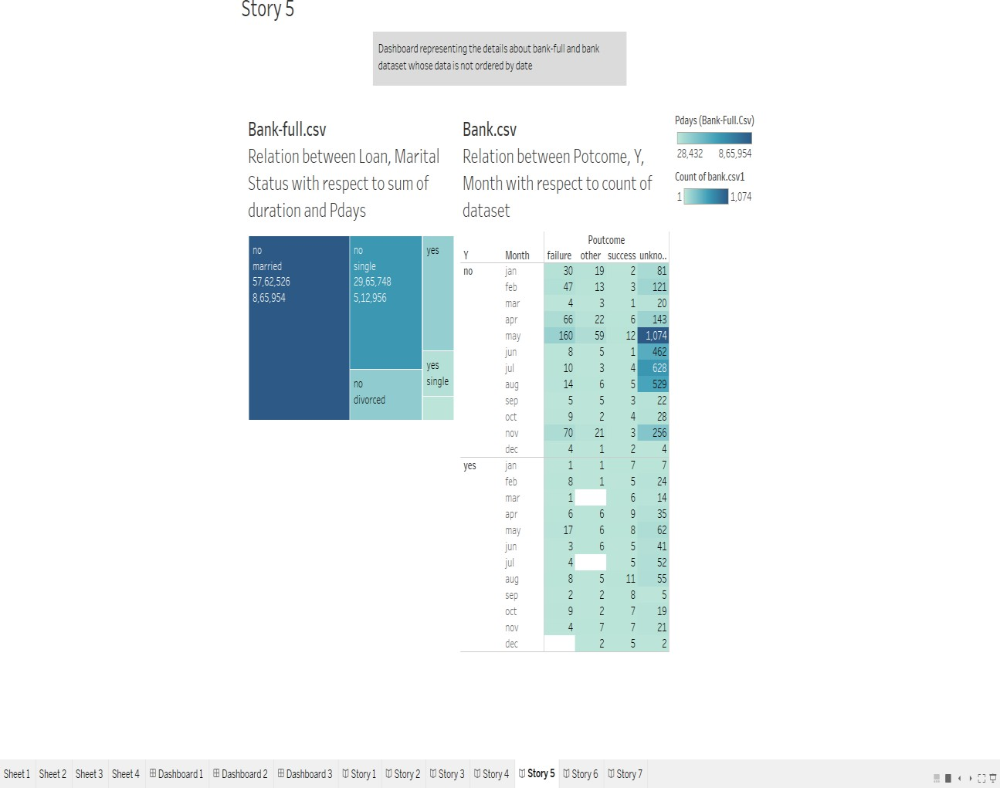 Story 5
Dashboard representing the details about bank-full and bank
dataset whose data is not ordered by date
Bank-full.csv
Relation between Loan, Marital
Status with respect to sum of
duration and Pdays
no
married
57,62,526
8,65,954
no
single
29,65,748
5,12,956
no
divorced
yes
yes
single
Bank.csv
Relation between Potcome, Y,
Month with respect to count of
dataset
Poutcome
Y Month failure other success unkno..
no jan 30 19 2 81
feb 47 13 3 121
mar 4 3 1 20
apr 66 22 6 143
may 160 59 12 1,074
jun 8 5 1 462
jul 10 3 4 628
aug 14 6 5 529
sep 5 5 3 22
oct 9 2 4 28
nov 70 21 3 256
dec 4 1 2 4
yes jan 1 1 7 7
feb 8 1 5 24
mar 1 6 14
apr 6 6 9 35
may 17 6 8 62
jun 3 6 5 41
jul 4 5 52
aug 8 5 11 55
sep 2 2 8 5
oct 9 2 7 19
nov 4 7 7 21
dec 2 5 2
Pdays (Bank-Full.Csv)
28,432 8,65,954
Count of bank.csv1
1 1,074
Sheet 1 Sheet 2 Sheet 3 Sheet 4 Dashboard 1 Dashboard 2 Dashboard 3 Story 1 Story 2 Story 3 Story 4 Story 5 Story 6 Story 7